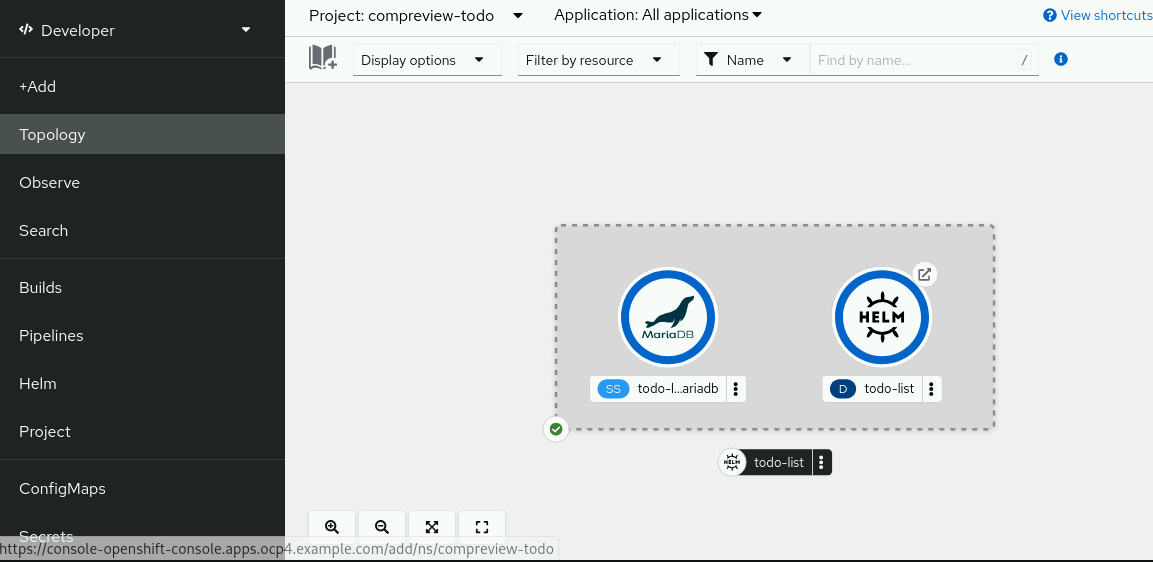 Developer
Project: compreview-todo
Application: All applications
View shortcuts
Display options
Filter by resource
Name
Find by name...
/
+Add
Topology
Observe
Search
Builds
Pipelines
Helm
Project
ConfigMaps
Secrets
MariaDB
HELM
SS
todo-l...ariadb
D
todo-list
HELM
todo-list
https://console-openshift-console.apps.ocp4.example.com/add/ns/compreview-todo